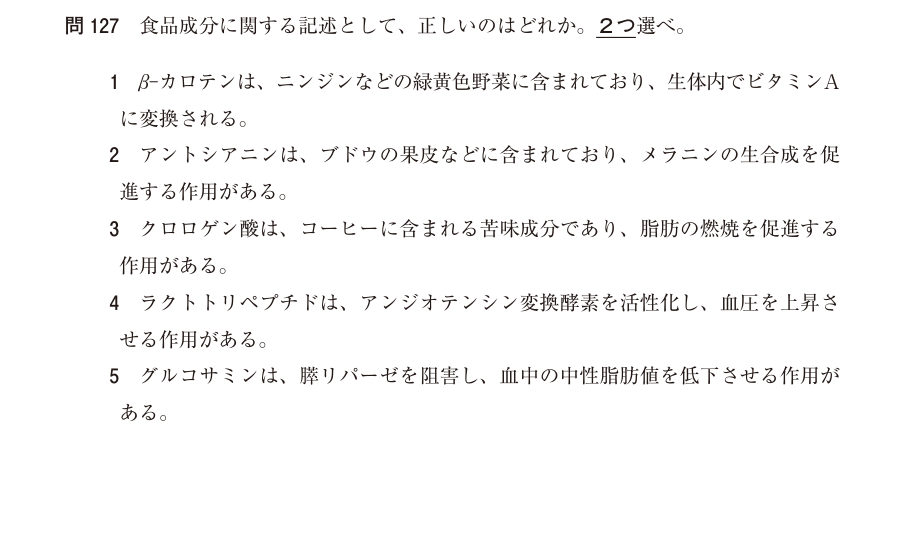 問 127　食品成分に関する記述として、正しいのはどれか。２つ選べ。
1　β-カロテンは、ニンジンなどの緑黄色野菜に含まれており、生体内でビタミンA
に変換される。
2　アントシアニンは、ブドウの果皮などに含まれており、メラニンの生合成を促
進する作用がある。
3　クロロゲン酸は、コーヒーに含まれる苦味成分であり、脂肪の燃焼を促進する
作用がある。
4　ラクトトリペプチドは、アンジオテンシン変換酵素を活性化し、血圧を上昇さ
せる作用がある。
5　グルコサミンは、膵リパーゼを阻害し、血中の中性脂肪値を低下させる作用が
ある。